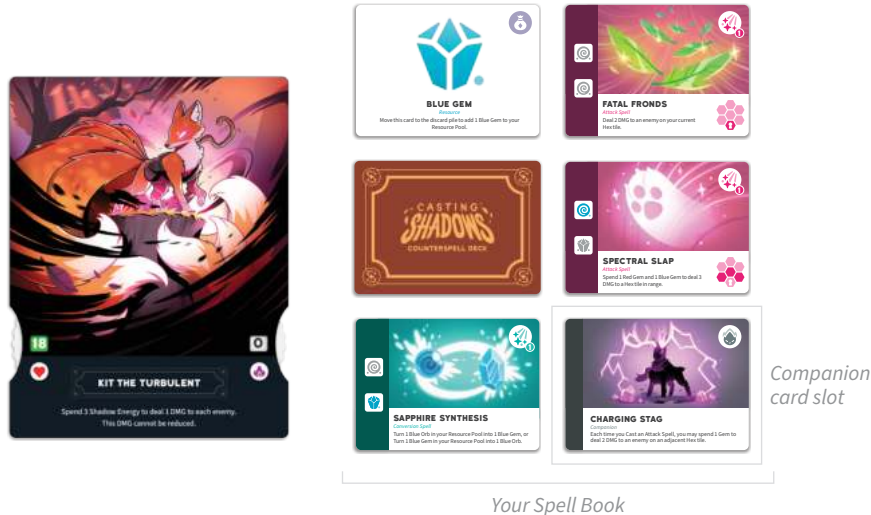 18
0
KIT THE TURBULENT
Spend 3 Shadow Energy to deal 1 DMG to each enemy.
This DMG cannot be reduced.
BLUE GEM
Resource
Move this card to the discard pile to add 1 Blue Gem to your
Resource Pool.
1
FATAL FRONDS
Attack Spell
Deal 2 DMG to an enemy on your current
Hex tile.
CASTING
SHADOWS
COUNTERSPELL DECK
1
SPECTRAL SLAP
Attack Spell
Spend 1 Red Gem and 1 Blue Gem to deal 3
DMG to a Hex tile in range.
1
SAPPHIRE SYNTHESIS
Conversion Spell
Turn 1 Blue Orb in your Resource Pool into 1 Blue Gem, or
Turn 1 Blue Gem in your Resource Pool into 1 Blue Orb.
CHARGING STAG
Companion
Each time you Cast an Attack Spell, you may spend 1 Gem to
deal 2 DMG to an enemy on an adjacent Hex tile.
Companion
card slot
Your Spell Book